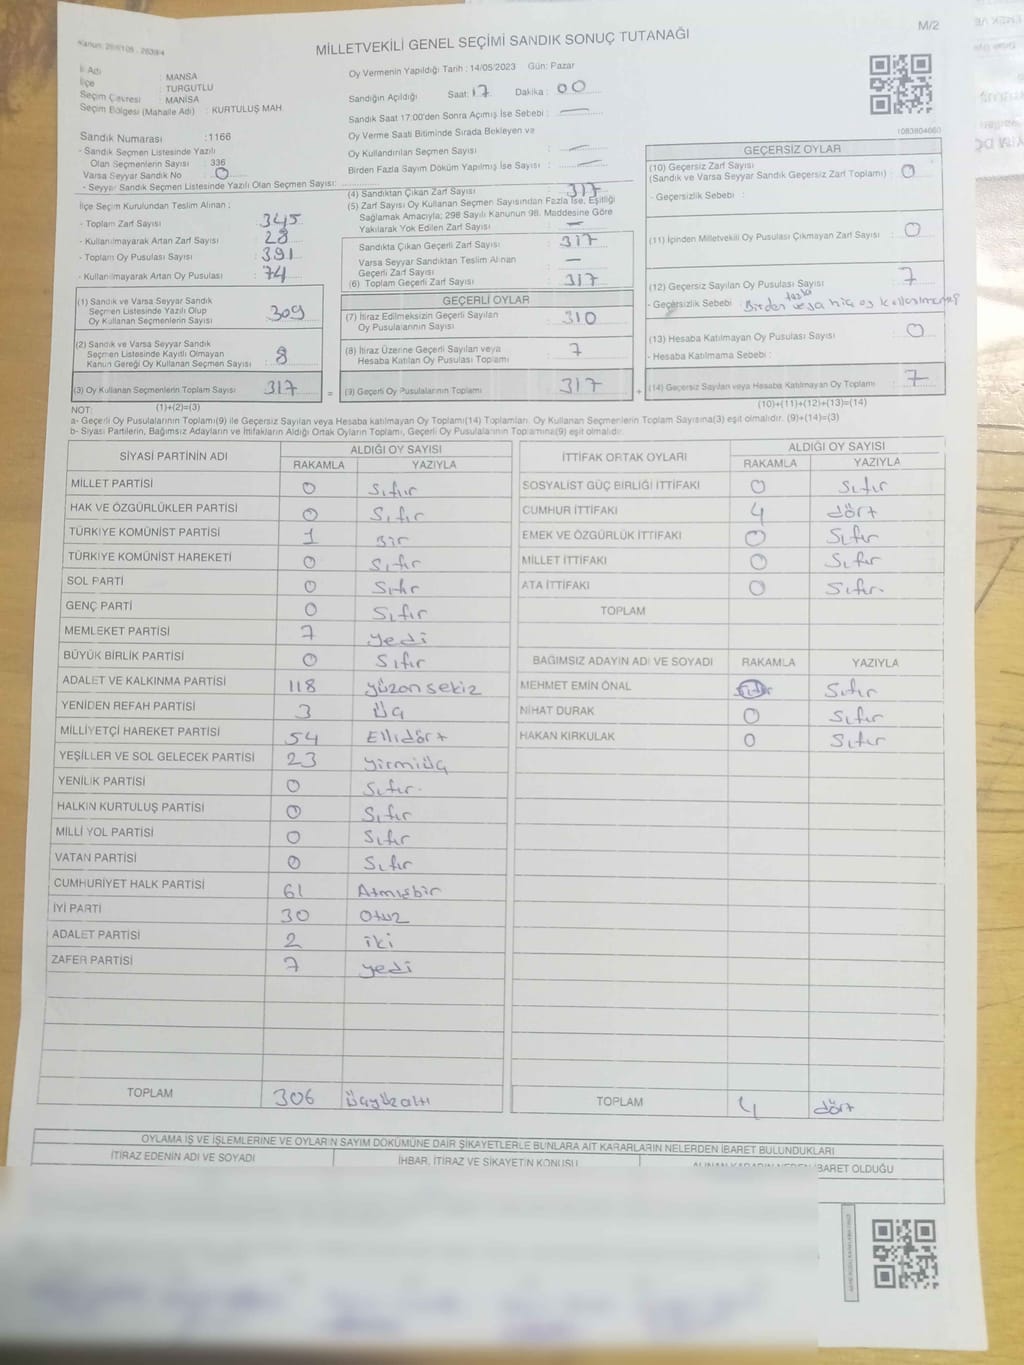 M/2
Kanun: 298/105 - 2839/4
MİLLETVEKİLİ GENEL SEÇİMİ SANDIK SONUÇ TUTANAĞI
İl Adı : MANSA
İlçe : TURGUTLU
Seçim Çevresi : MANİSA
Seçim Bölgesi (Mahalle Adı) : KURTULUŞ MAH.
Sandık Numarası :1166
- Sandık Seçmen Listesinde Yazılı
Olan Seçmenlerin Sayısı : 336
Varsa Seyyar Sandık No : 0
- Seyyar Sandık Seçmen Listesinde Yazılı Olan Seçmen Sayısı:
İlçe Seçim Kurulundan Teslim Alınan ;
- Toplam Zarf Sayısı : 345
- Kullanılmayarak Artan Zarf Sayısı : 28
- Toplam Oy Pusulası Sayısı : 391
- Kullanılmayarak Artan Oy Pusulası : 74
(1) Sandık ve Varsa Seyyar Sandık
Seçmen Listesinde Yazılı Olup
Oy Kullanan Seçmenlerin Sayısı : 309
(2) Sandık ve Varsa Seyyar Sandık
Seçmen Listesinde Kayıtlı Olmayan
Kanun Gereği Oy Kullanan Seçmen Sayısı : 8
(3) Oy Kullanan Seçmenlerin Toplam Sayısı : 317
(1)+(2)=(3)
Oy Vermenin Yapıldığı Tarih : 14/05/2023 Gün: Pazar
Sandığın Açıldığı Saat: 17 Dakika : 00
Sandık Saat 17.00'den Sonra Açımış İse Sebebi : —
Oy Verme Saati Bitiminde Sırada Bekleyen ve
Oy Kullandırılan Seçmen Sayısı : —
Birden Fazla Sayım Döküm Yapılmış İse Sayısı : —
(4) Sandıktan Çıkan Zarf Sayısı : 317
(5) Zarf Sayısı Oy Kullanan Seçmen Sayısından Fazla İse, Eşitliği
Sağlamak Amacıyla; 298 Sayılı Kanunun 98. Maddesine Göre
Yakılarak Yok Edilen Zarf Sayısı : —
Sandıkta Çıkan Geçerli Zarf Sayısı : 317
Varsa Seyyar Sandıktan Teslim Alınan
Geçerli Zarf Sayısı : —
(6) Toplam Geçerli Zarf Sayısı : 317
GEÇERLİ OYLAR
(7) İtiraz Edilmeksizin Geçerli Sayılan
Oy Pusulalarının Sayısı : 310
(8) İtiraz Üzerine Geçerli Sayılan veya
Hesaba Katılan Oy Pusulası Toplamı : 7
= (9) Geçerli Oy Pusulalarının Toplamı : 317 +
1083804660
GEÇERSİZ OYLAR
(10) Geçersiz Zarf Sayısı
(Sandık ve Varsa Seyyar Sandık Geçersiz Zarf Toplamı) : 0
- Geçersizlik Sebebi :
(11) İçinden Milletvekili Oy Pusulası Çıkmayan Zarf Sayısı : 0
(12) Geçersiz Sayılan Oy Pusulası Sayısı : 7
- Geçersizlik Sebebi : Birden fazla veya hiç oy kullanılmamış
(13) Hesaba Katılmayan Oy Pusulası Sayısı : 0
- Hesaba Katılmama Sebebi :
(14) Geçersiz Sayılan veya Hesaba Katılmayan Oy Toplamı : 7
(10)+(11)+(12)+(13)=(14)
NOT:
a- Geçerli Oy Pusulalarının Toplamı(9) ile Geçersiz Sayılan veya Hesaba katılmayan Oy Toplamı(14) Toplamları: Oy Kullanan Seçmenlerin Toplam Sayısına(3) eşit olmalıdır. (9)+(14)=(3)
b- Siyasi Partilerin, Bağımsız Adayların ve İttifakların Aldığı Ortak Oyların Toplamı, Geçerli Oy Pusulalarının Toplamına(9) eşit olmalıdır.
SİYASİ PARTİNİN ADI ALDIĞI OY SAYISI
RAKAMLA YAZIYLA
MİLLET PARTİSİ 0 Sıfır
HAK VE ÖZGÜRLÜKLER PARTİSİ 0 Sıfır
TÜRKİYE KOMÜNİST PARTİSİ 1 Bir
TÜRKİYE KOMÜNİST HAREKETİ 0 Sıfır
SOL PARTİ 0 Sıfır
GENÇ PARTİ 0 Sıfır
MEMLEKET PARTİSİ 7 yedi
BÜYÜK BİRLİK PARTİSİ 0 Sıfır
ADALET VE KALKINMA PARTİSİ 118 yüzonsekiz
YENİDEN REFAH PARTİSİ 3 üç
MİLLİYETÇİ HAREKET PARTİSİ 54 Ellidört
YEŞİLLER VE SOL GELECEK PARTİSİ 23 yirmiüç
YENİLİK PARTİSİ 0 Sıfır.
HALKIN KURTULUŞ PARTİSİ 0 Sıfır
MİLLİ YOL PARTİSİ 0 Sıfır
VATAN PARTİSİ 0 Sıfır
CUMHURİYET HALK PARTİSİ 61 Atmışbir
İYİ PARTİ 30 Otuz
ADALET PARTİSİ 2 iki
ZAFER PARTİSİ 7 yedi
TOPLAM 306 üçyüzaltı
İTTİFAK ORTAK OYLARI ALDIĞI OY SAYISI
RAKAMLA YAZIYLA
SOSYALİST GÜÇ BİRLİĞİ İTTİFAKI 0 Sıfır
CUMHUR İTTİFAKI 4 dört
EMEK VE ÖZGÜRLÜK İTTİFAKI 0 Sıfır
MİLLET İTTİFAKI 0 Sıfır
ATA İTTİFAKI 0 Sıfır.
TOPLAM
BAĞIMSIZ ADAYIN ADI VE SOYADI RAKAMLA YAZIYLA
MEHMET EMİN ÖNAL Sıfır
NİHAT DURAK 0 Sıfır
HAKAN KIRKULAK 0 Sıfır
TOPLAM 4 dört
OYLAMA İŞ VE İŞLEMLERİNE VE OYLARIN SAYIM DÖKÜMÜNE DAİR ŞİKAYETLERLE BUNLARA AİT KARARLARIN NELERDEN İBARET BULUNDUKLARI
İTİRAZ EDENİN ADI VE SOYADI İHBAR, İTİRAZ VE ŞİKAYETİN KONUSU İBARET OLDUĞU